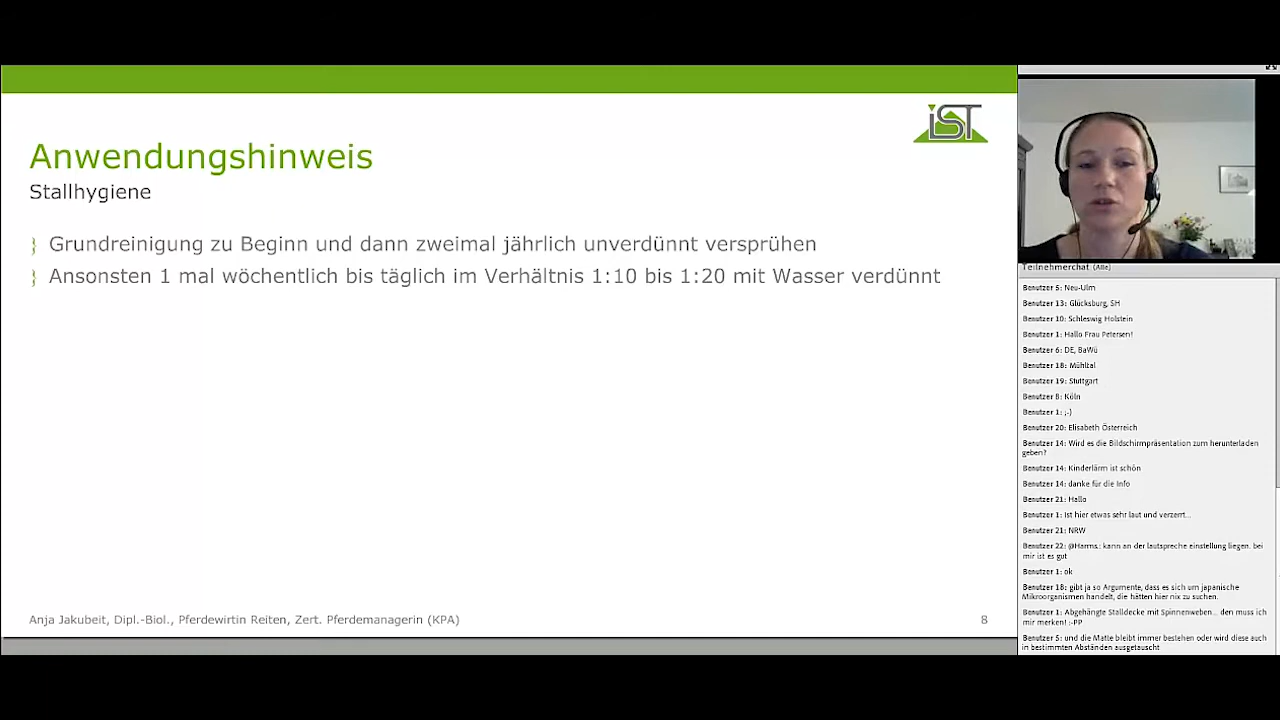 iST
Anwendungshinweis
Stallhygiene
Grundreinigung zu Beginn und dann zweimal jährlich unverdünnt versprühen
Ansonsten 1 mal wöchentlich bis täglich im Verhältnis 1:10 bis 1:20 mit Wasser verdünnt
Anja Jakubeit, Dipl.-Biol., Pferdewirtin Reiten, Zert. Pferdemanagerin (KPA)
8
Teilnehmerchat (Alle)
Benutzer 5: Neu-Ulm
Benutzer 13: Glücksburg, SH
Benutzer 10: Schleswig Holstein
Benutzer 1: Hallo Frau Petersen!
Benutzer 6: DE, BaWü
Benutzer 18: Mühltal
Benutzer 19: Stuttgart
Benutzer 8: Köln
Benutzer 1: ;-)
Benutzer 20: Elisabeth Österreich
Benutzer 14: Wird es die Bildschirmpräsentation zum herunterladen
geben?
Benutzer 14: Kinderlärm ist schön
Benutzer 14: danke für die Info
Benutzer 21: Hallo
Benutzer 1: Ist hier etwas sehr laut und verzerrt...
Benutzer 21: NRW
Benutzer 22: @Harms.: kann an der lautspreche einstellung liegen. bei
mir ist es gut
Benutzer 1: ok
Benutzer 18: gibt ja so Argumente, dass es sich um japanische
Mikroorganismen handelt, die hätten hier nix zu suchen.
Benutzer 1: Abgehängte Stalldecke mit Spinnenweben... den muss ich
mir merken! :-PP
Benutzer 5: und die Matte bleibt immer bestehen oder wird diese auch
in bestimmten Abständen ausgetauscht